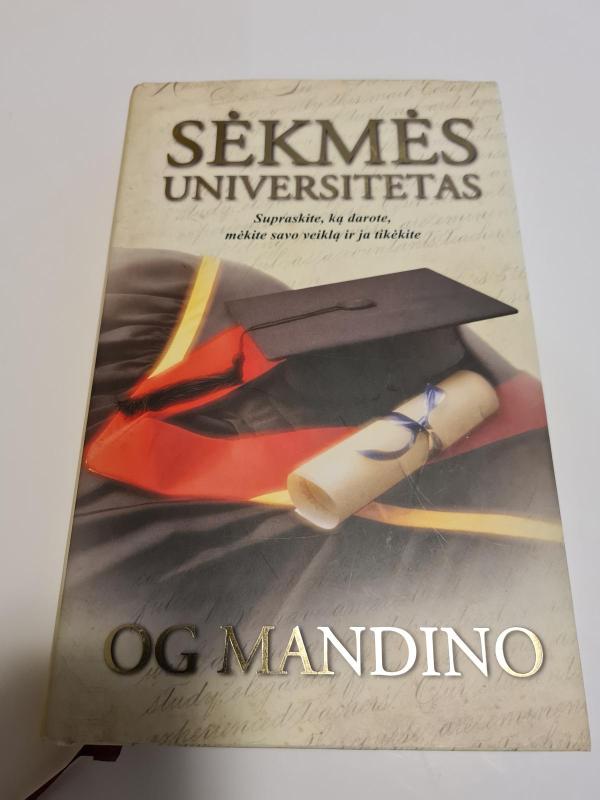 SĖKMĖS
UNIVERSITETAS
Supraskite, ką darote,
mėkite savo veiklą ir ja tikėkite
OG MANDINO